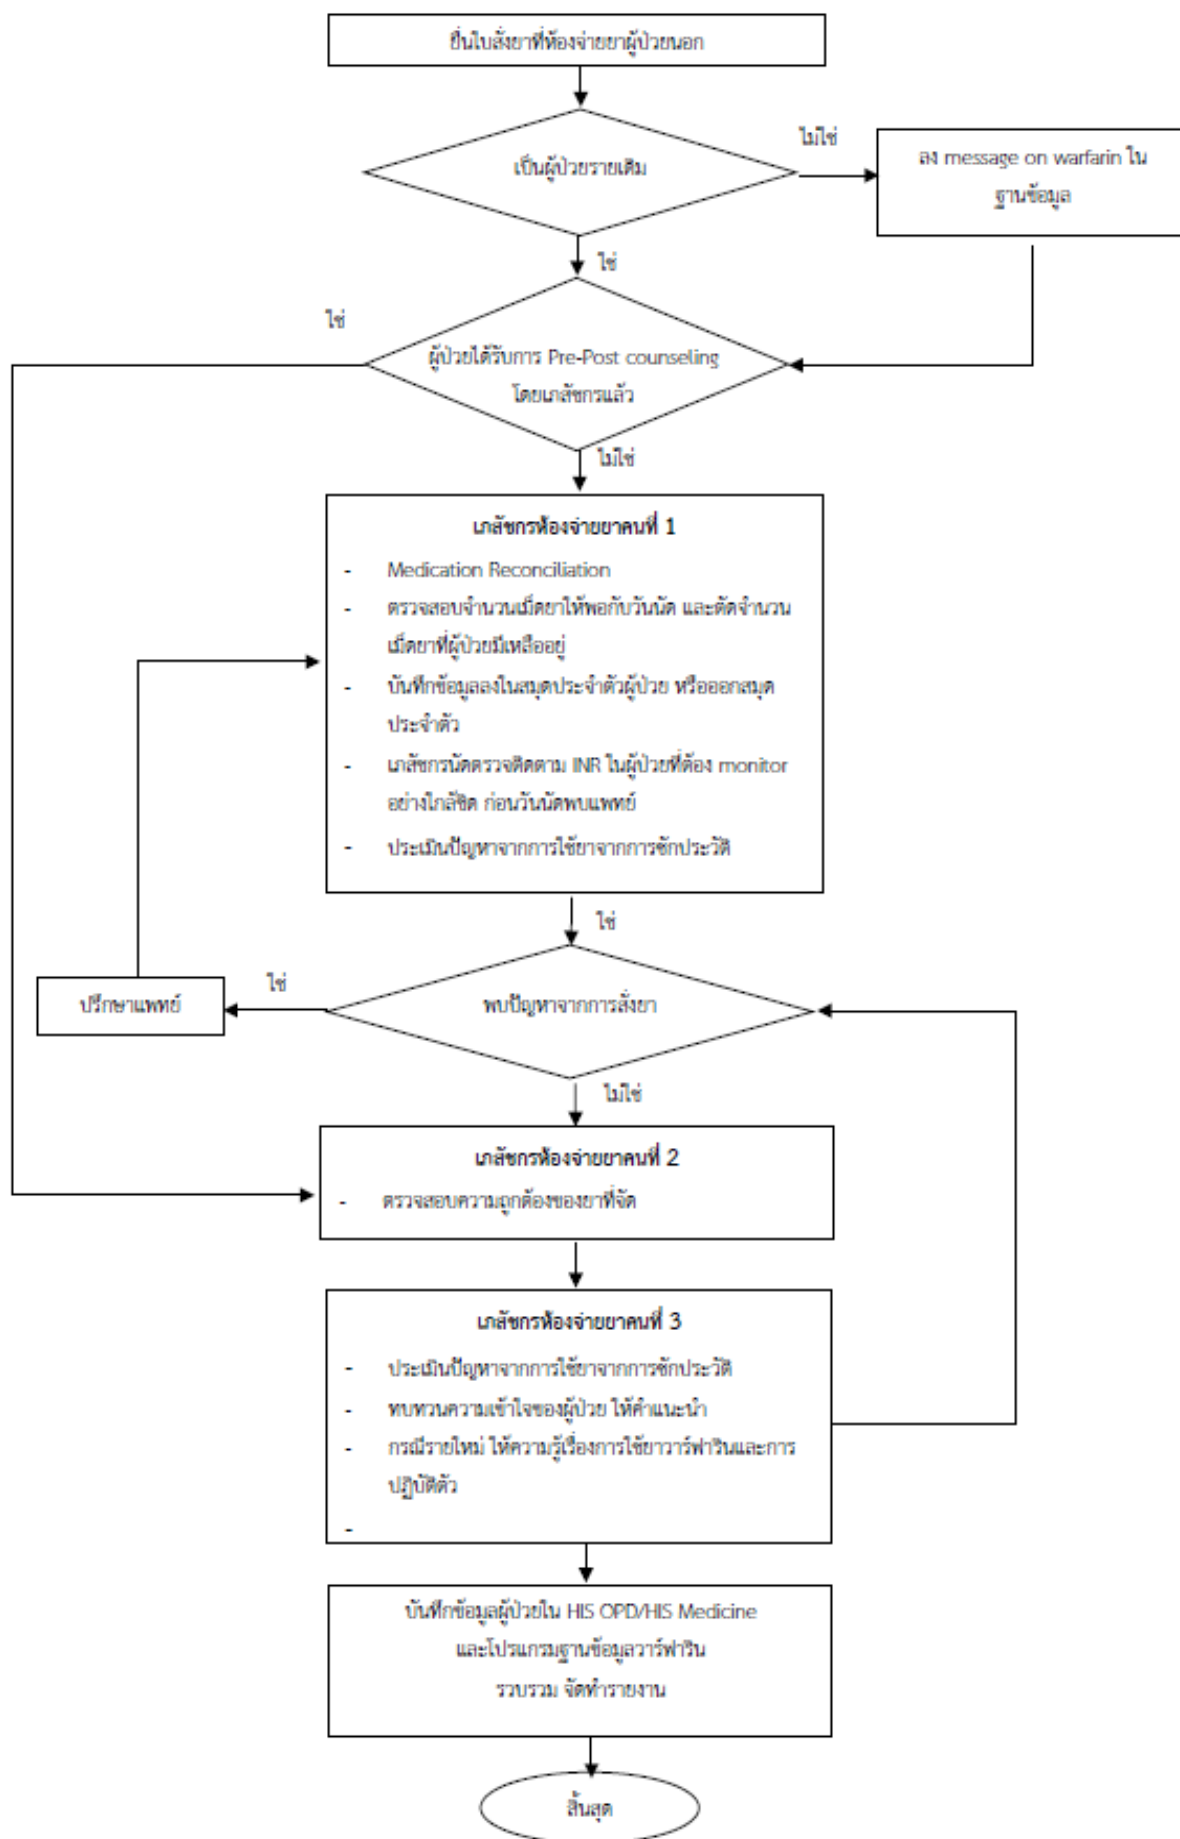 ยื่นใบสั่งยาที่ห้องจ่ายยาผู้ป่วยนอก
เป็นผู้ป่วยรายเดิม
ไม่ใช่
ลง message on warfarin ใน
ฐานข้อมูล
ใช่
ใช่
ผู้ป่วยได้รับการ Pre-Post counseling
โดยเภสัชกรแล้ว
ไม่ใช่
เภสัชกรห้องจ่ายยาคนที่ 1
- Medication Reconciliation
- ตรวจสอบจำนวนเม็ดยาให้พอกับวันนัด และตัดจำนวน
เม็ดยาที่ผู้ป่วยมีเหลืออยู่
- บันทึกข้อมูลลงในสมุดประจำตัวผู้ป่วย หรือออกสมุด
ประจำตัว
- เภสัชกรนัดตรวจติดตาม INR ในผู้ป่วยที่ต้อง monitor
อย่างใกล้ชิด ก่อนวันนัดพบแพทย์
- ประเมินปัญหาจากการใช้ยาจากการซักประวัติ
ใช่
พบปัญหาจากการสั่งยา
ใช่
ปรึกษาแพทย์
ไม่ใช่
เภสัชกรห้องจ่ายยาคนที่ 2
- ตรวจสอบความถูกต้องของยาที่จัด
เภสัชกรห้องจ่ายยาคนที่ 3
- ประเมินปัญหาจากการใช้ยาจากการซักประวัติ
- ทบทวนความเข้าใจของผู้ป่วย ให้คำแนะนำ
- กรณีรายใหม่ ให้ความรู้เรื่องการใช้ยาวาร์ฟารินและการ
ปฏิบัติตัว
-
บันทึกข้อมูลผู้ป่วยใน HIS OPD/HIS Medicine
และโปรแกรมฐานข้อมูลวาร์ฟาริน
รวบรวม จัดทำรายงาน
สิ้นสุด